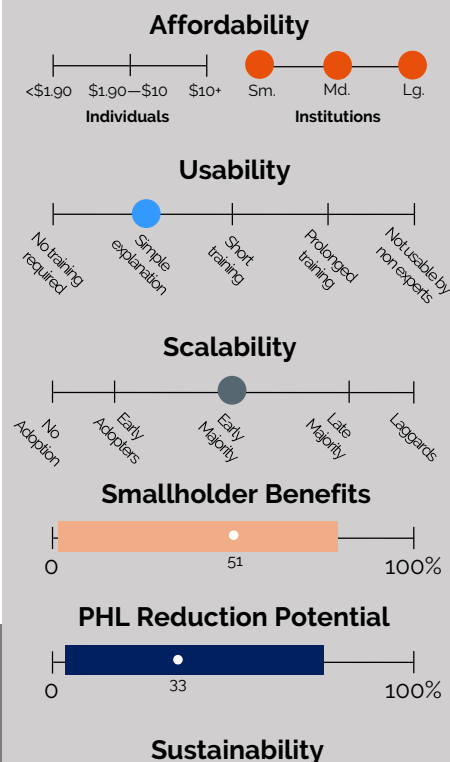 Affordability
<$1.90 $1.90—$10 $10+ Sm. Md. Lg.
Individuals Institutions
Usability
No training
required
Simple
explanation
Short
training
Prolonged
training
Not usable by
non experts
Scalability
No
Adoption
Early
Adopters
Early
Majority
Late
Majority
Laggards
Smallholder Benefits
0 51 100%
PHL Reduction Potential
0 33 100%
Sustainability